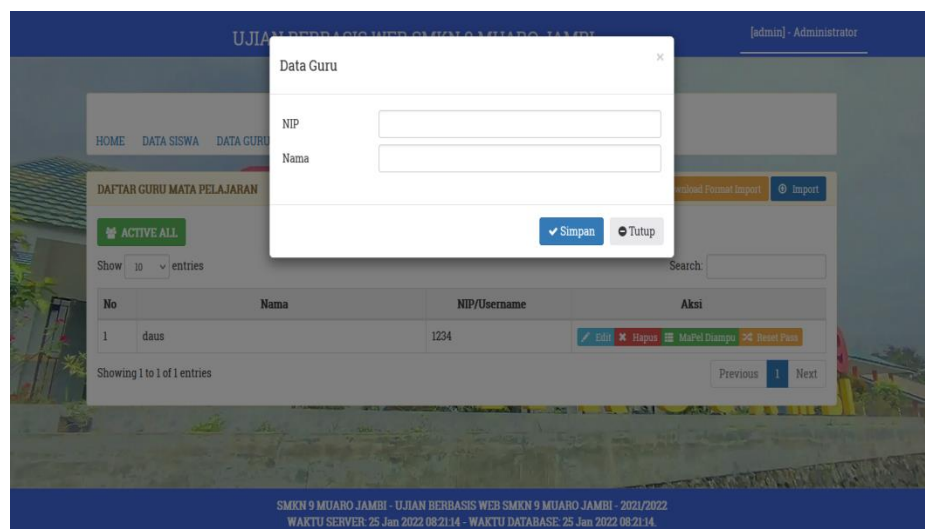 UJIAN BERBASIS WEB SMKN 9 MUARO JAMBI
[admin] - Administrator
Data Guru
×
NIP
Nama
Simpan
Tutup
HOME DATA SISWA DATA GURU
DAFTAR GURU MATA PELAJARAN
Download Format Import
Import
ACTIVE ALL
Show 10 entries
Search:
No Nama NIP/Username Aksi
1 daus 1234 Edit Hapus MaPel Diampu Reset Pass
Showing 1 to 1 of 1 entries
Previous 1 Next
SMKN 9 MUARO JAMBI - UJIAN BERBASIS WEB SMKN 9 MUARO JAMBI - 2021/2022
WAKTU SERVER: 25 Jan 2022 08:21:14 - WAKTU DATABASE: 25 Jan 2022 08:21:14.